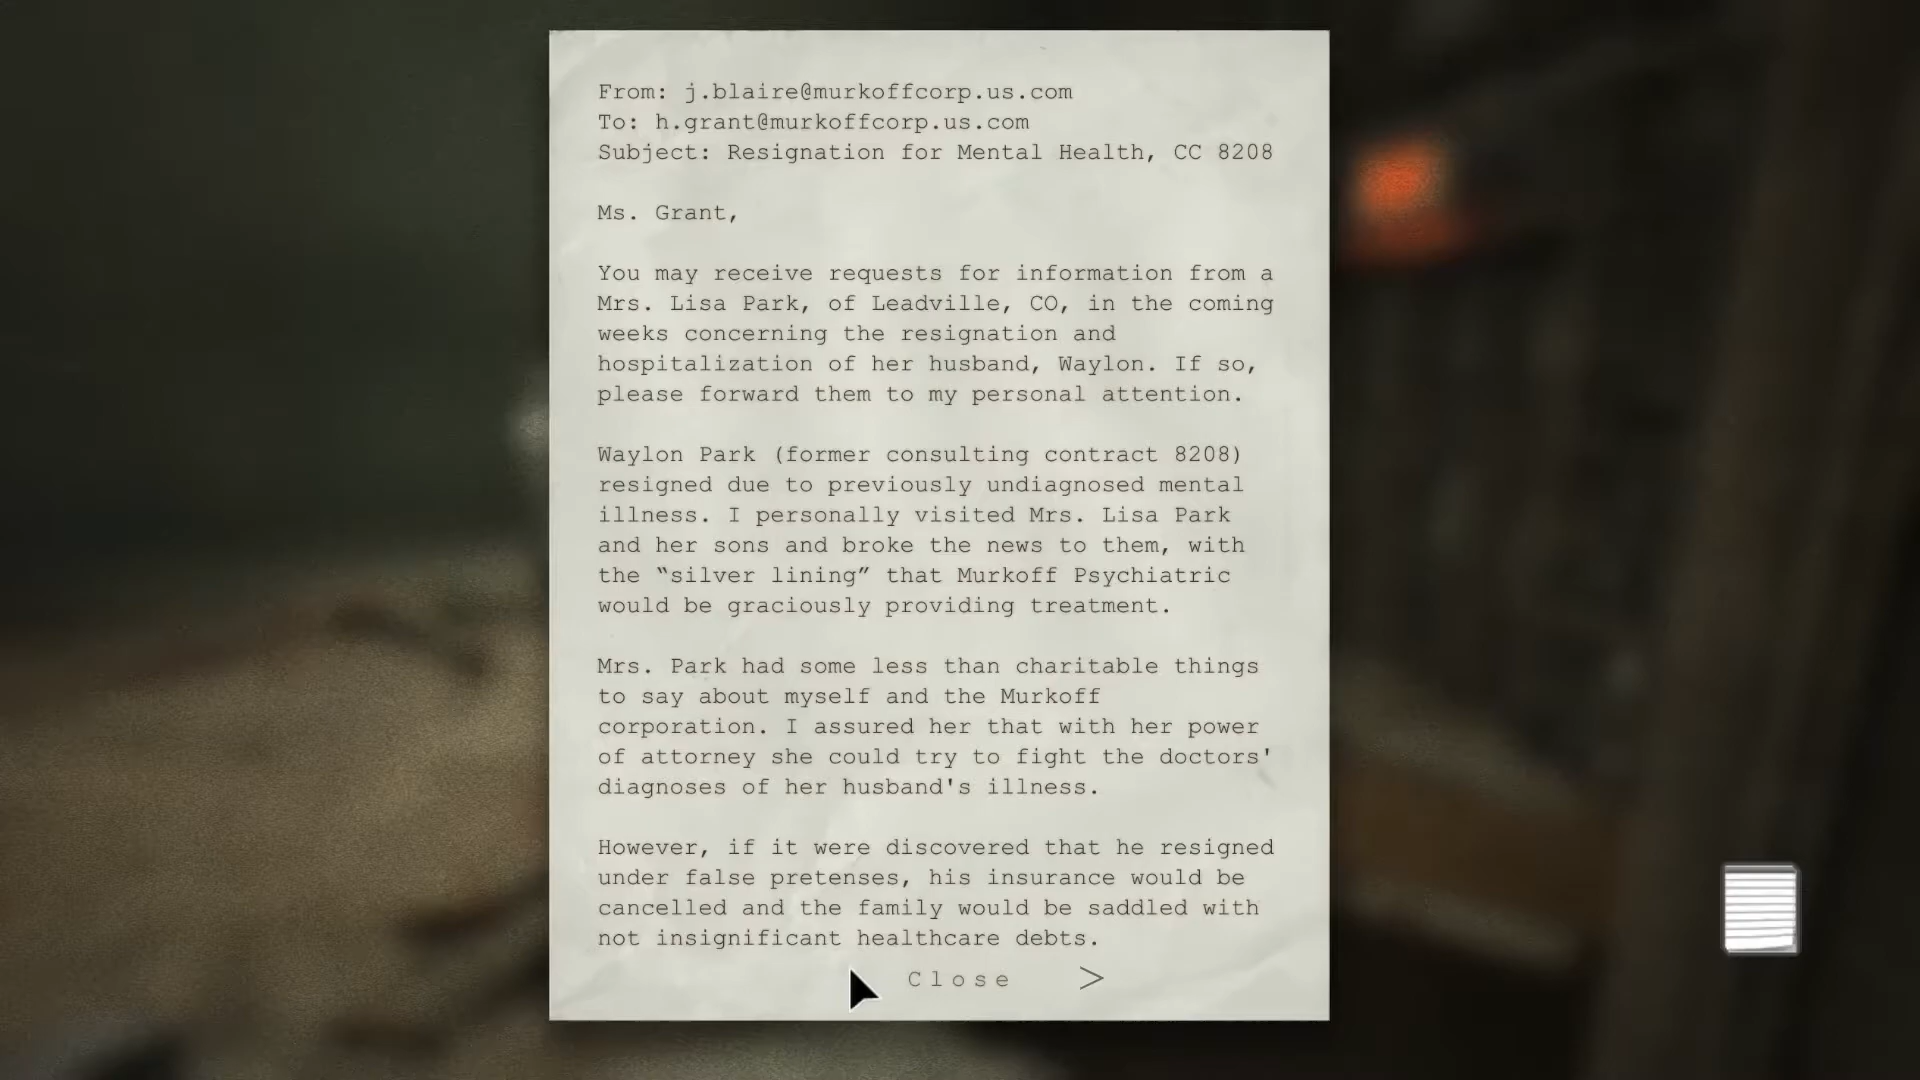 From: j.blaire@murkoffcorp.us.com
To: h.grant@murkoffcorp.us.com
Subject: Resignation for Mental Health, CC 8208
Ms. Grant,
You may receive requests for information from a
Mrs. Lisa Park, of Leadville, CO, in the coming
weeks concerning the resignation and
hospitalization of her husband, Waylon. If so,
please forward them to my personal attention.
Waylon Park (former consulting contract 8208)
resigned due to previously undiagnosed mental
illness. I personally visited Mrs. Lisa Park
and her sons and broke the news to them, with
the “silver lining” that Murkoff Psychiatric
would be graciously providing treatment.
Mrs. Park had some less than charitable things
to say about myself and the Murkoff
corporation. I assured her that with her power
of attorney she could try to fight the doctors'
diagnoses of her husband's illness.
However, if it were discovered that he resigned
under false pretenses, his insurance would be
cancelled and the family would be saddled with
not insignificant healthcare debts.
Close >